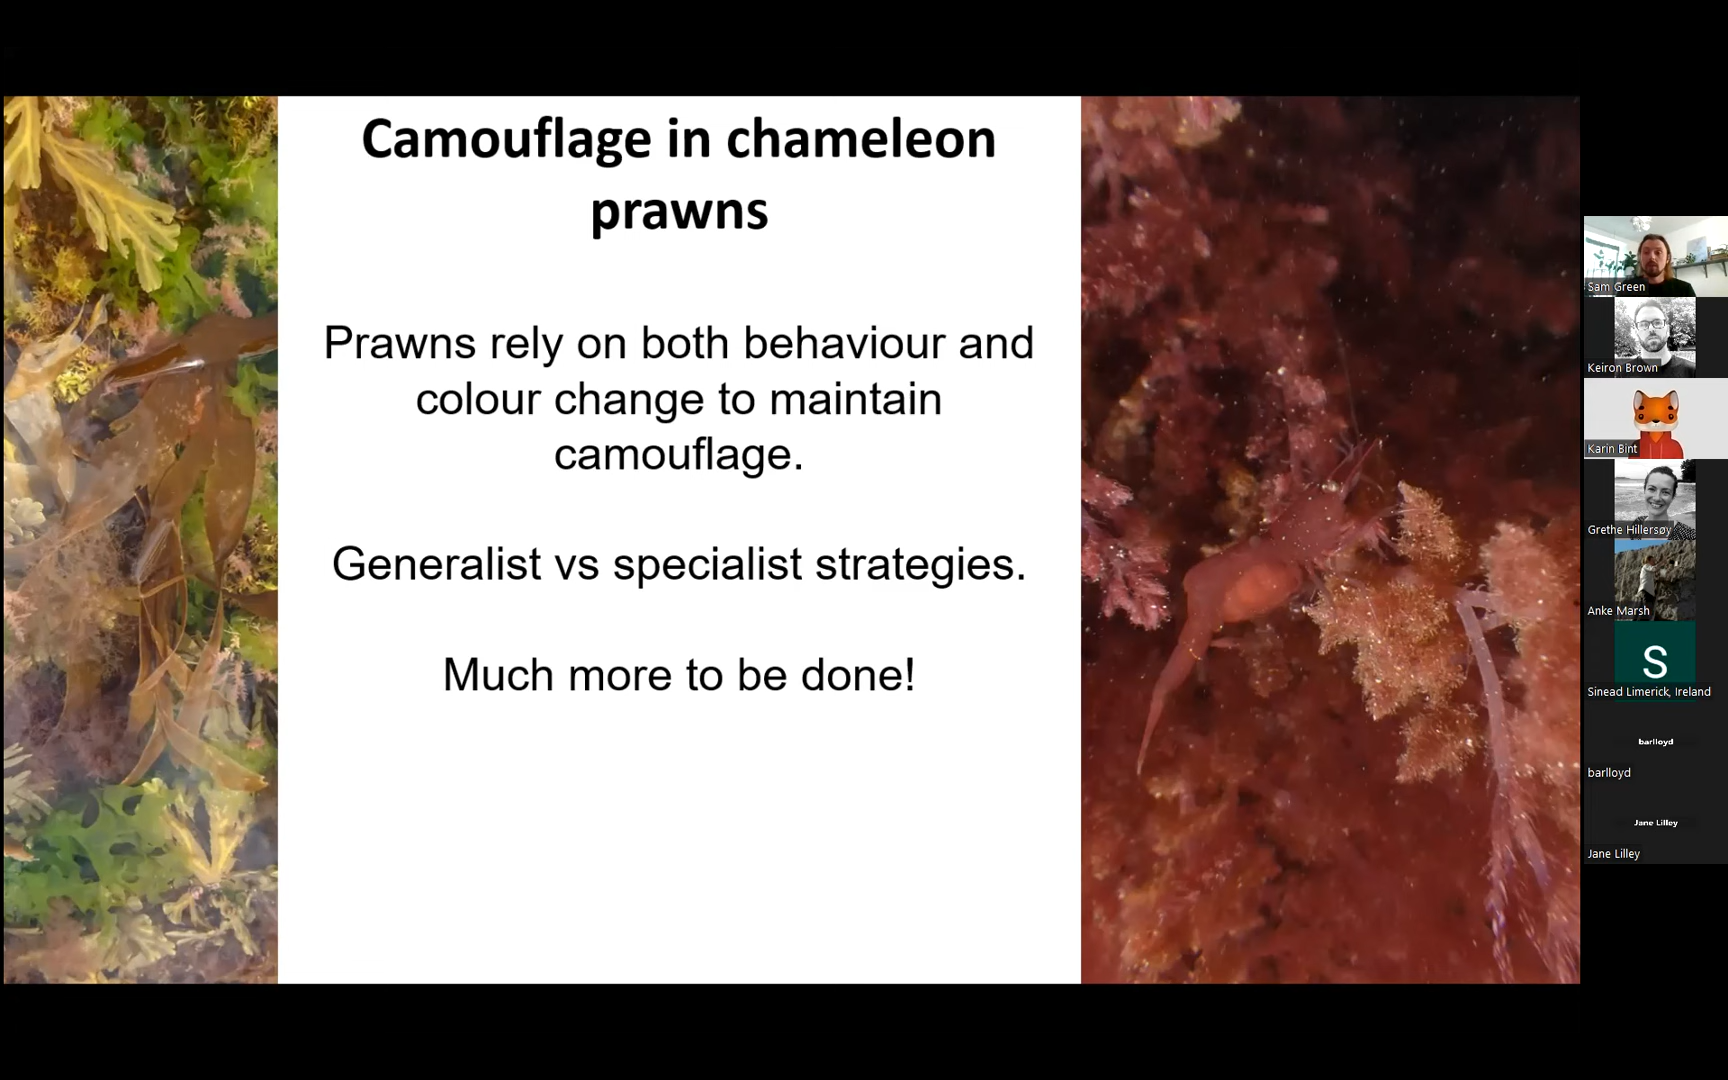 Camouflage in chameleon
prawns
Prawns rely on both behaviour and
colour change to maintain
camouflage.
Generalist vs specialist strategies.
Much more to be done!
Sam Green
Keiron Brown
Karin Bint
Grethe Hillersøy
Anke Marsh
S
Sinead Limerick, Ireland
barlloyd
barlloyd
Jane Lilley
Jane Lilley